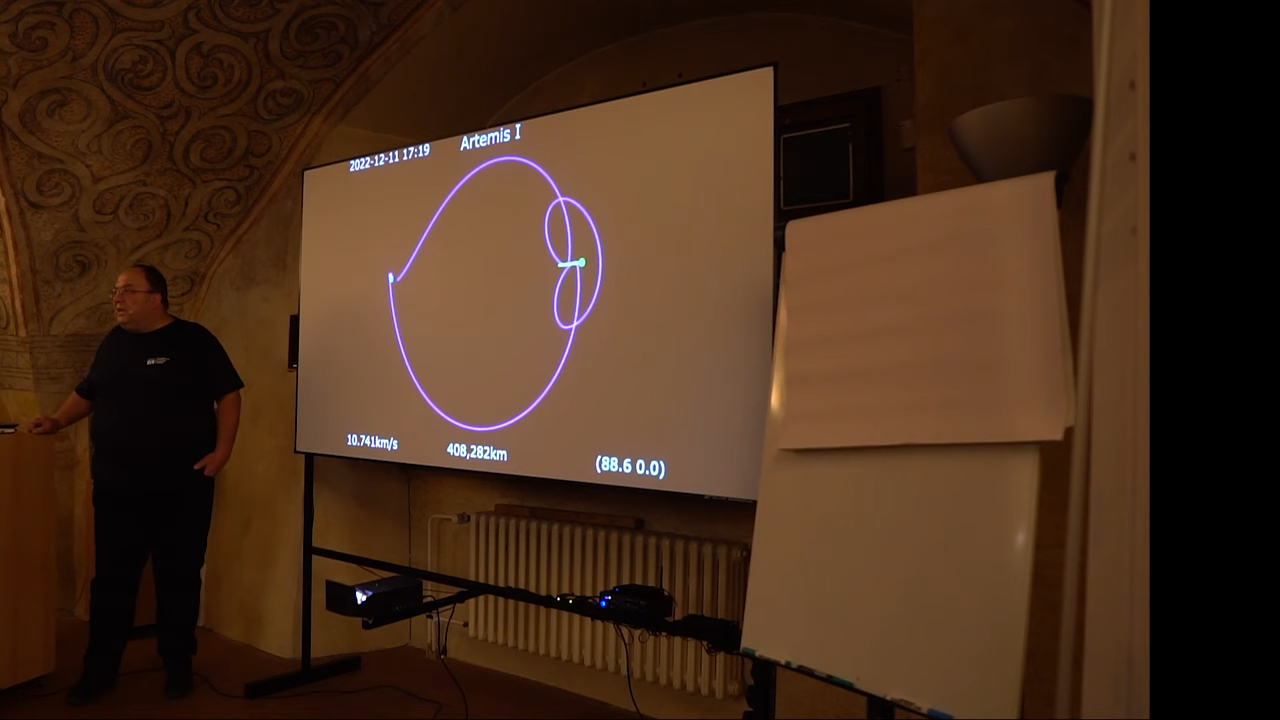 Artemis I
2022-12-11 17:19
10.741km/s
408,282km
(88.6 0.0)